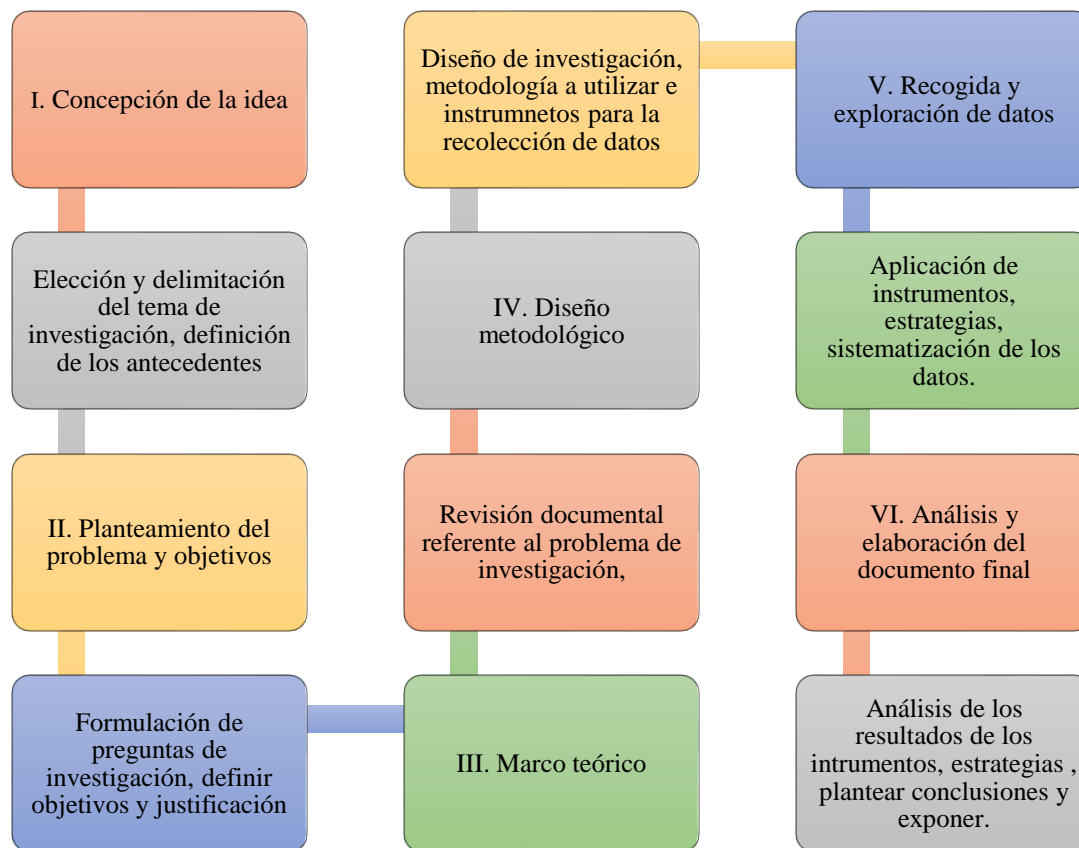 I. Concepción de la idea
Elección y delimitación
del tema de
investigación, definición
de los antecedentes
II. Planteamiento del
problema y objetivos
Formulación de
preguntas de
investigación, definir
objetivos y justificación
III. Marco teórico
Revisión documental
referente al problema de
investigación,
IV. Diseño
metodológico
Diseño de investigación,
metodología a utilizar e
instrumnetos para la
recolección de datos
V. Recogida y
exploración de datos
Aplicación de
instrumentos,
estrategias,
sistematización de los
datos.
VI. Análisis y
elaboración del
documento final
Análisis de los
resultados de los
intrumentos, estrategias ,
plantear conclusiones y
exponer.